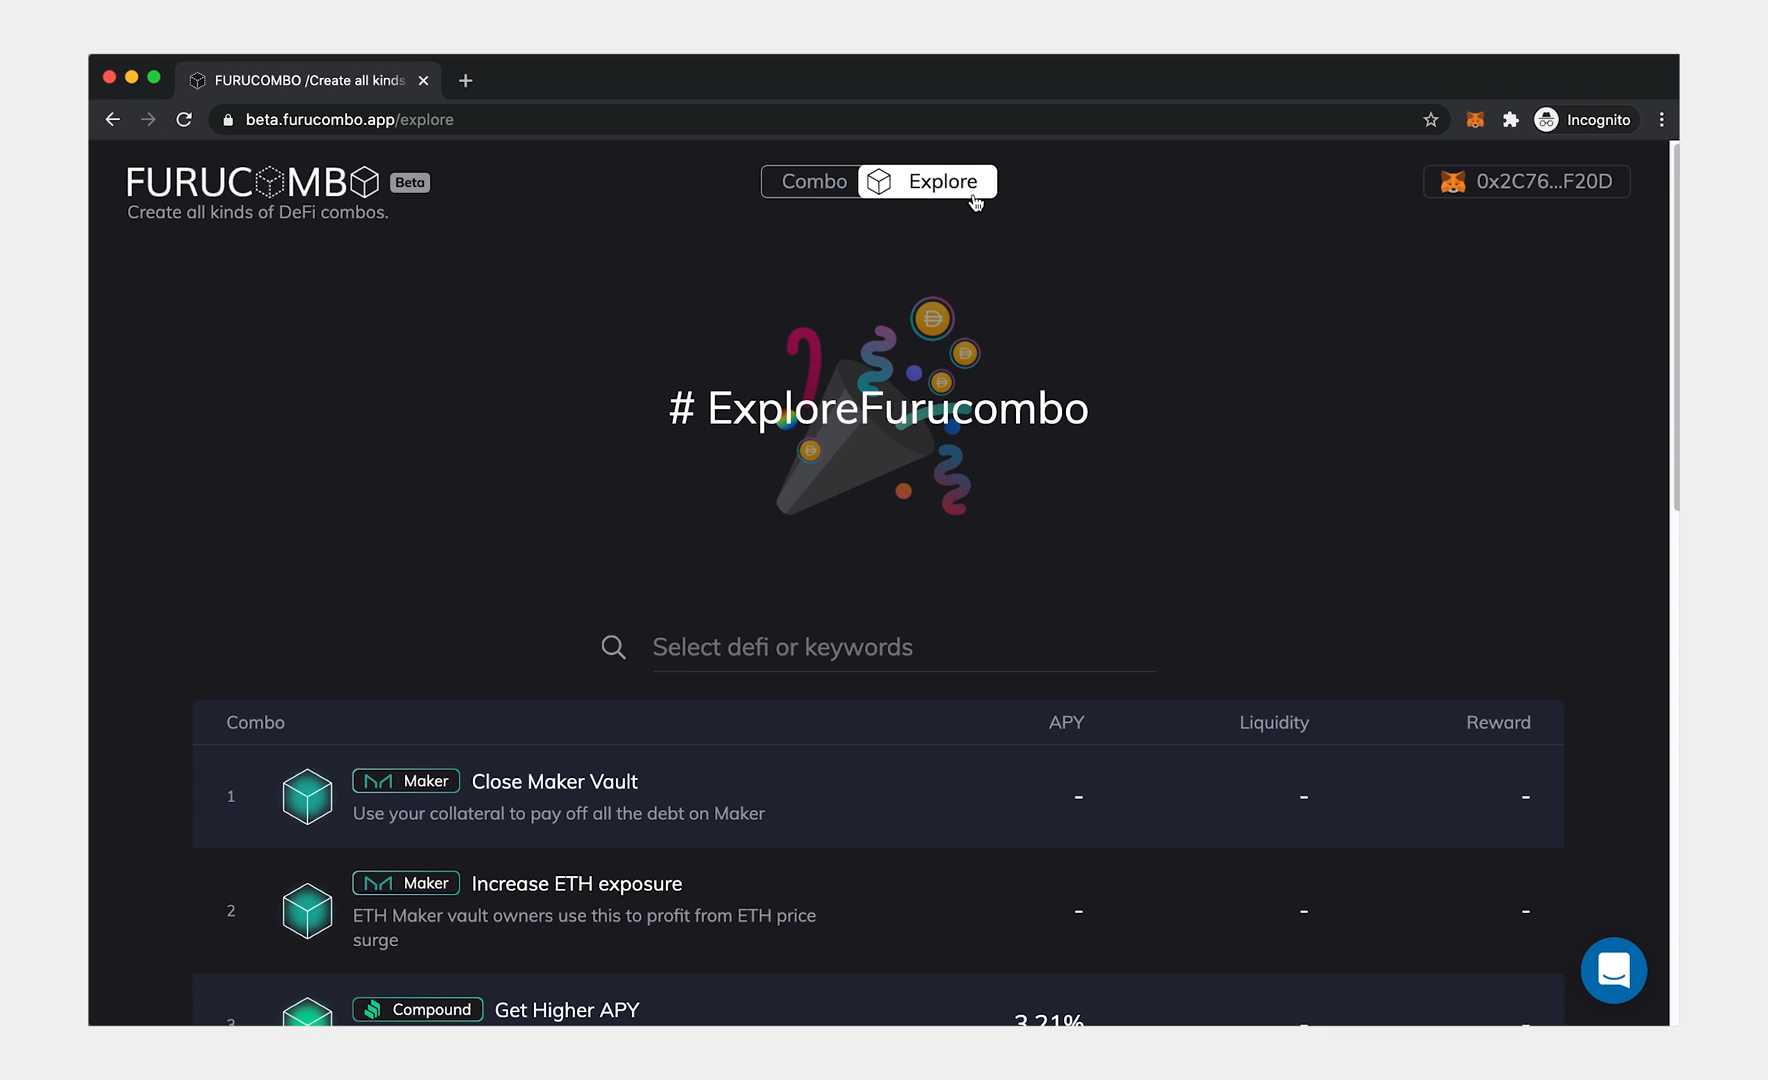 FURUCOMBO /Create all kinds
beta.furucombo.app/explore
Incognito
FURUCOMBO Beta
Create all kinds of DeFi combos.
Combo
Explore
0x2C76...F20D
# ExploreFurucombo
Select defi or keywords
Combo APY Liquidity Reward
1
Maker Close Maker Vault
Use your collateral to pay off all the debt on Maker
- - -
2
Maker Increase ETH exposure
ETH Maker vault owners use this to profit from ETH price
surge
- - -
3
Compound Get Higher APY
3.21% - -